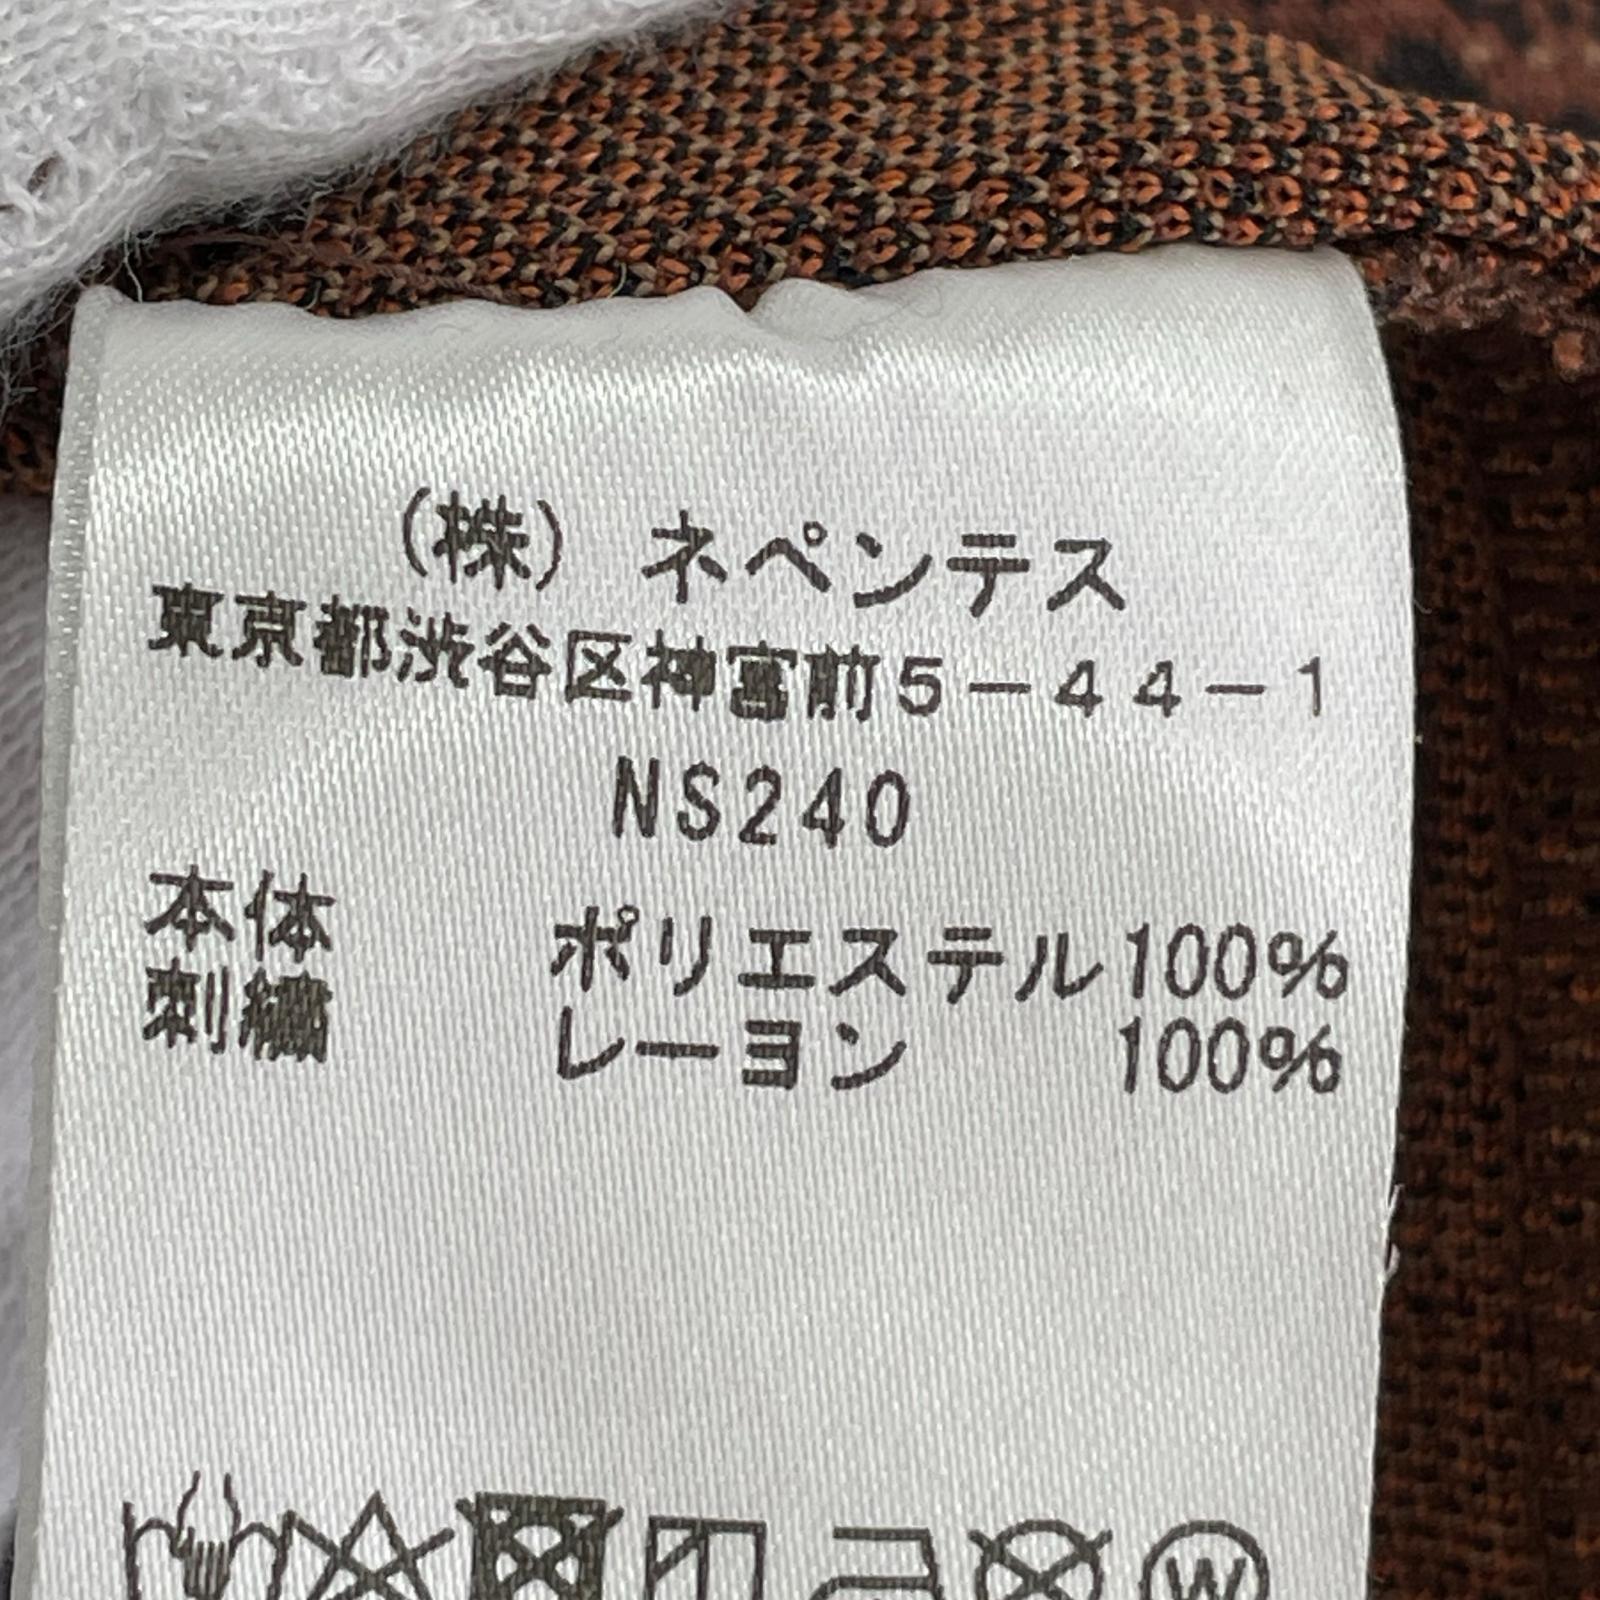 (株) ネペンテス
東京都渋谷区神宮前5－44－1
NS240
本体 ポリエステル100%
刺繍 レーヨン 100%
W